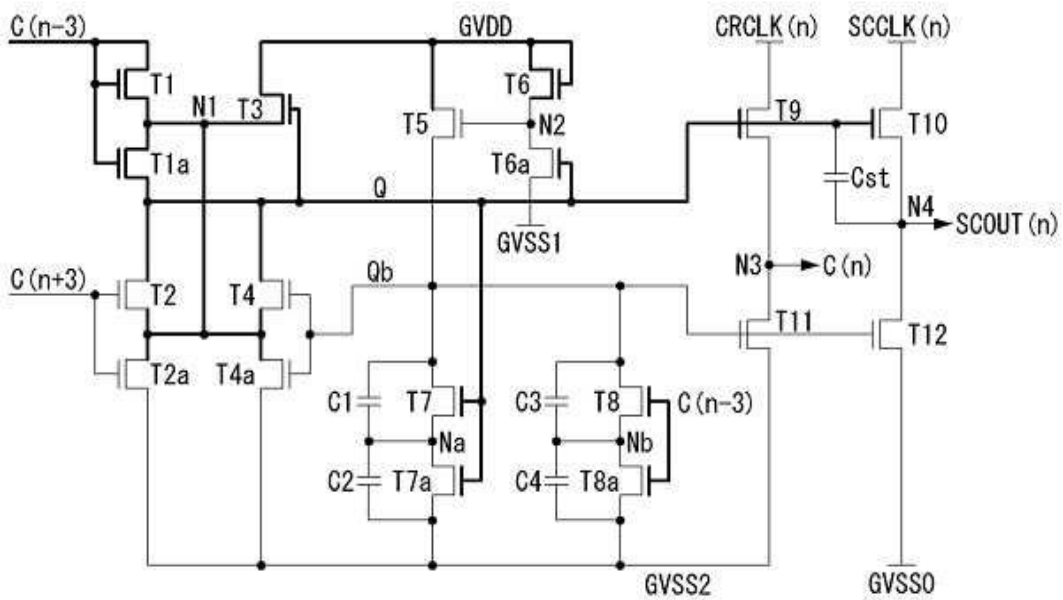 C(n-3)
GVDD
CRCLK(n)
SCCLK(n)
T1
T6
N1
T3
T9
T5
N2
T10
T1a
T6a
Cst
Q
N4
SCOUT(n)
GVSS1
C(n+3)
Qb
N3
C(n)
T2
T4
T11
T12
T2a
T4a
C1
T7
C3
T8
C(n-3)
Na
Nb
C2
T7a
C4
T8a
GVSS2
GVSS0